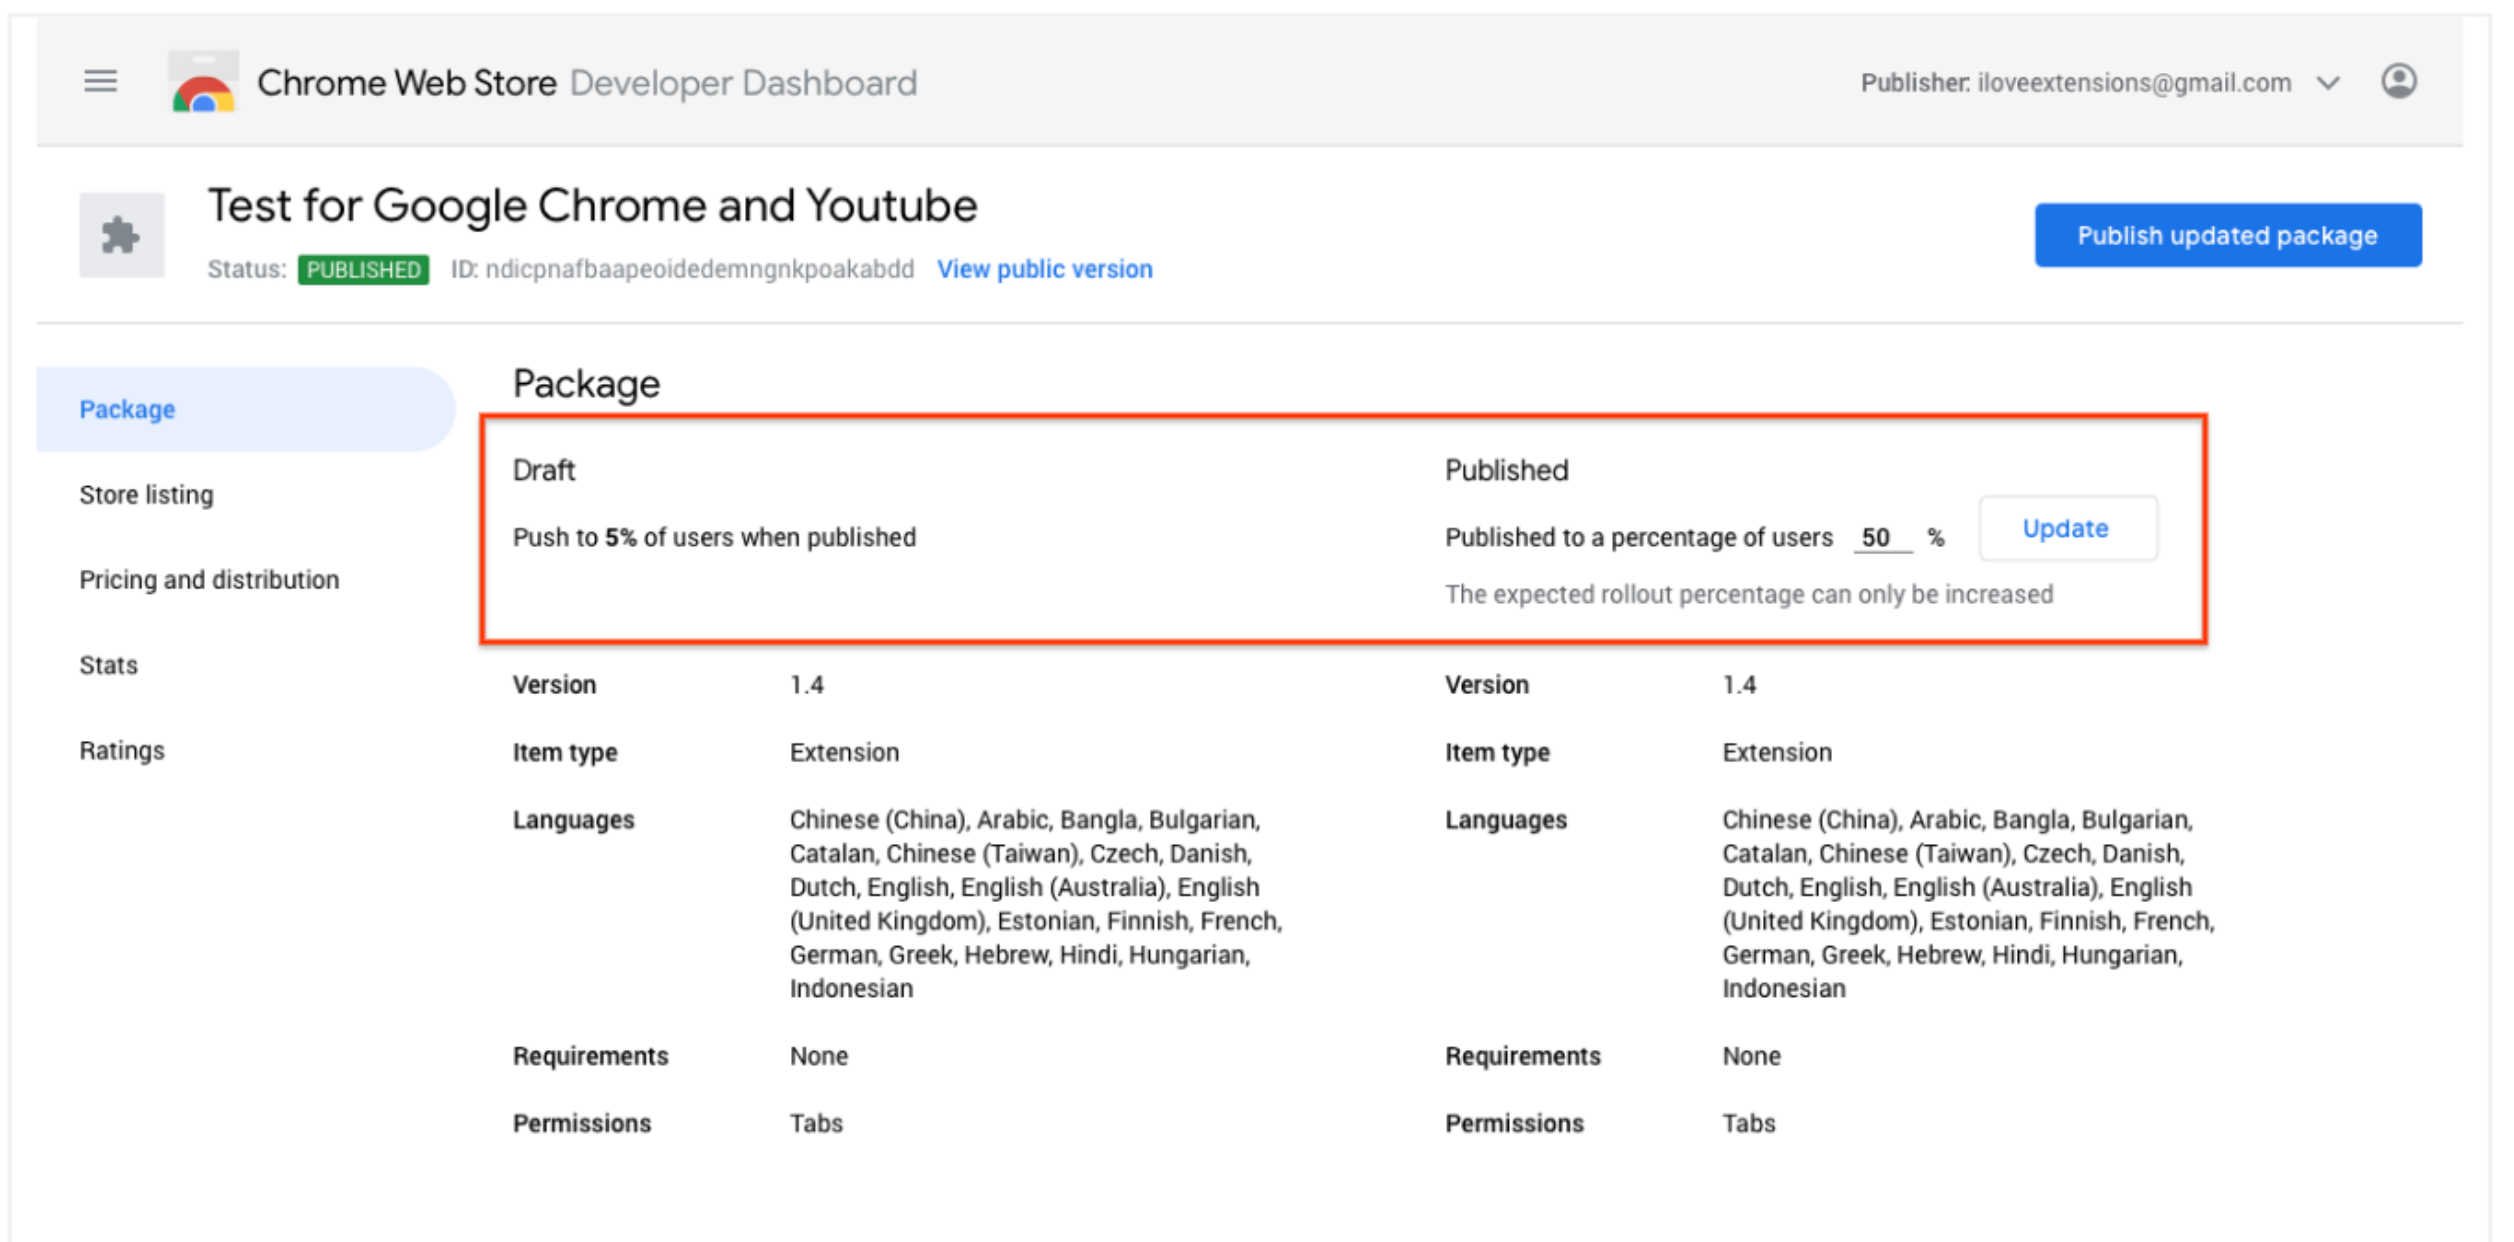 Chrome Web Store Developer Dashboard
Publisher: iloveextensions@gmail.com
Test for Google Chrome and Youtube
Status: PUBLISHED ID: ndicpnafbaapeoidedemngnkpoakabdd View public version
Publish updated package
Package
Store listing
Pricing and distribution
Stats
Ratings
Package
Draft
Push to 5% of users when published
Version 1.4
Item type Extension
Languages Chinese (China), Arabic, Bangla, Bulgarian,
Catalan, Chinese (Taiwan), Czech, Danish,
Dutch, English, English (Australia), English
(United Kingdom), Estonian, Finnish, French,
German, Greek, Hebrew, Hindi, Hungarian,
Indonesian
Requirements None
Permissions Tabs
Published
Published to a percentage of users 50 % Update
The expected rollout percentage can only be increased
Version 1.4
Item type Extension
Languages Chinese (China), Arabic, Bangla, Bulgarian,
Catalan, Chinese (Taiwan), Czech, Danish,
Dutch, English, English (Australia), English
(United Kingdom), Estonian, Finnish, French,
German, Greek, Hebrew, Hindi, Hungarian,
Indonesian
Requirements None
Permissions Tabs